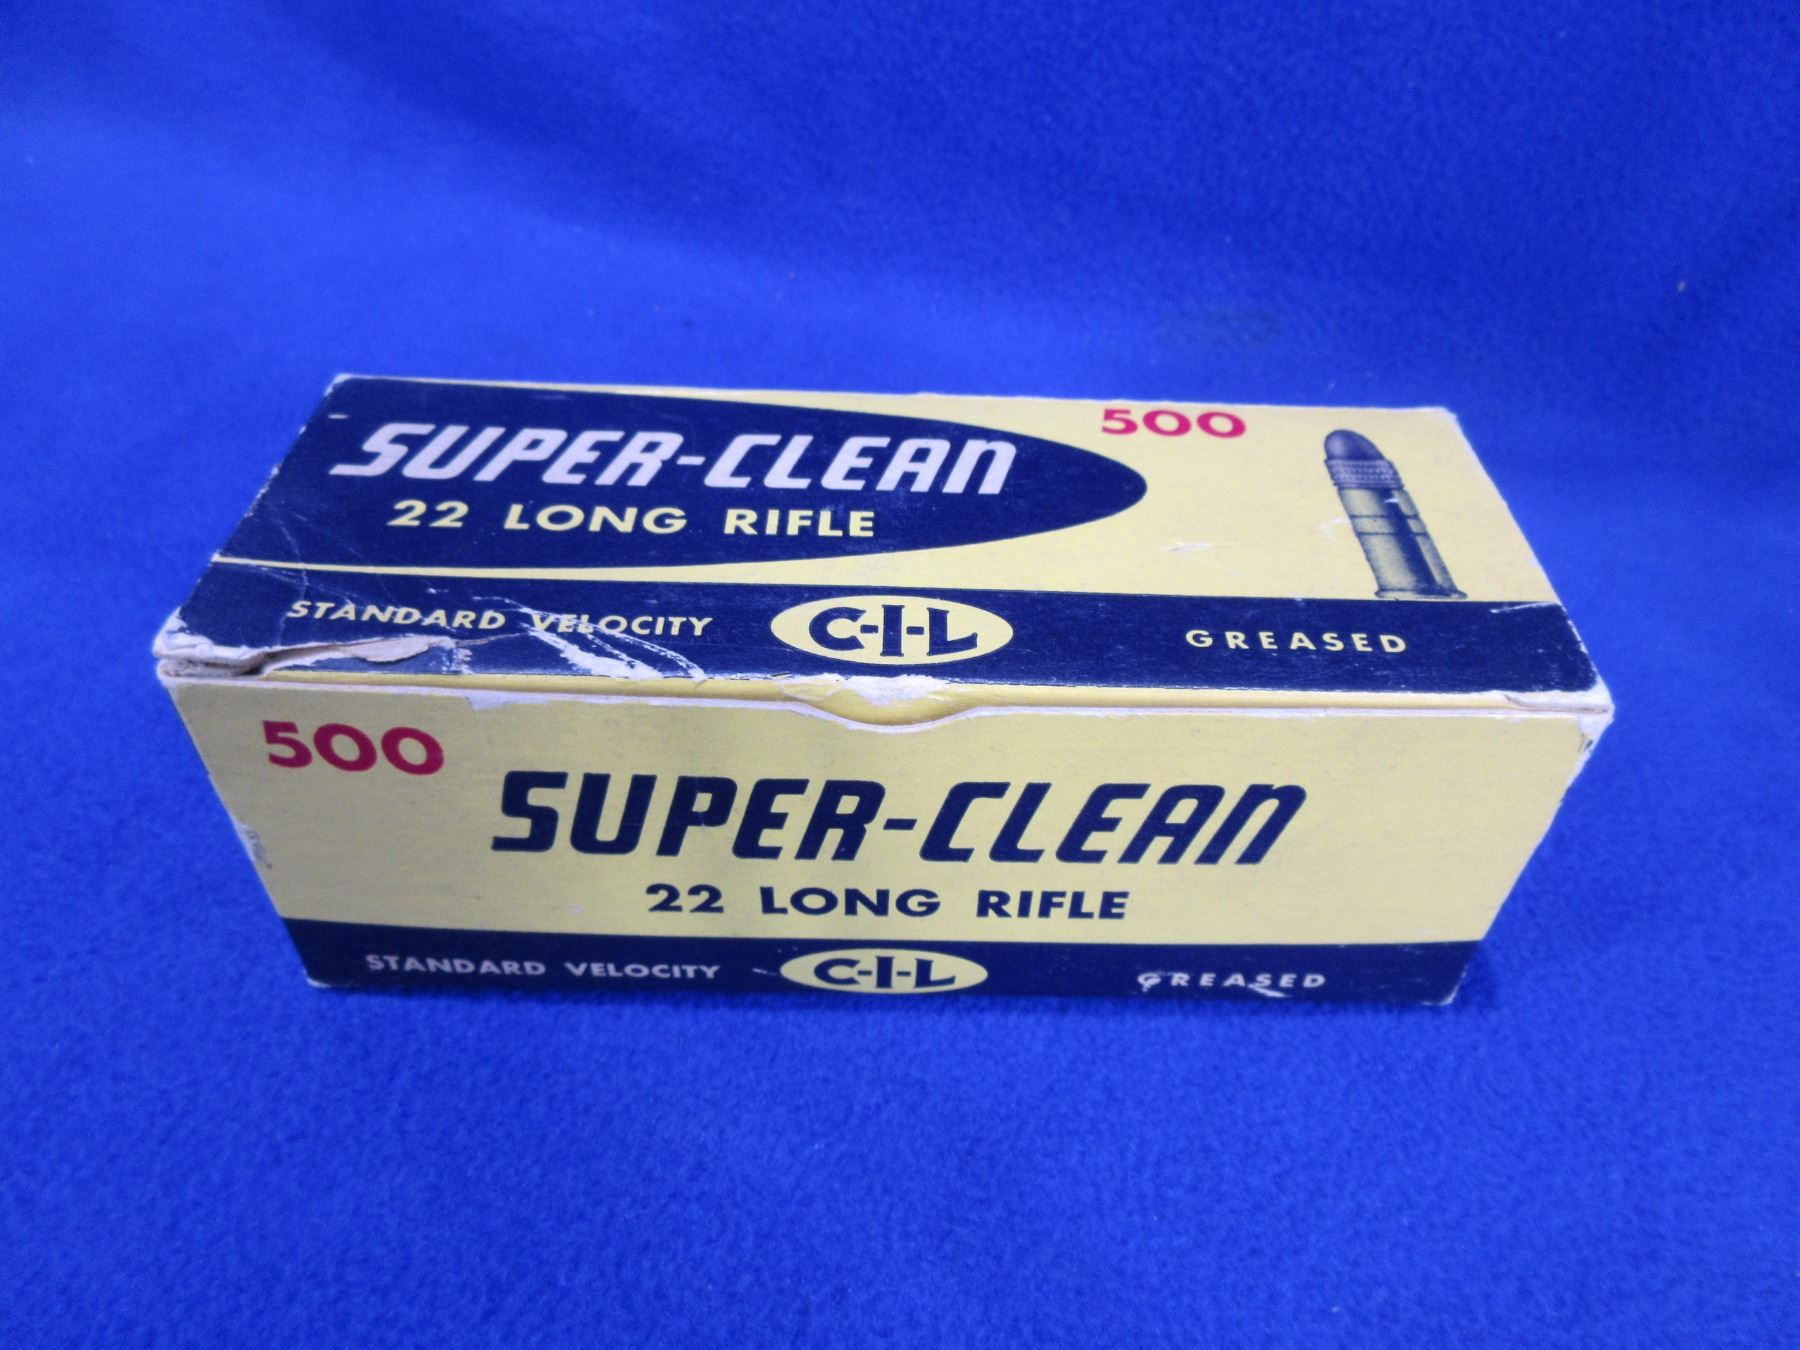 SUPER-CLEAN
500
22 LONG RIFLE
STANDARD VELOCITY C-I-L GREASED
500
SUPER-CLEAN
22 LONG RIFLE
STANDARD VELOCITY C-I-L GREASED